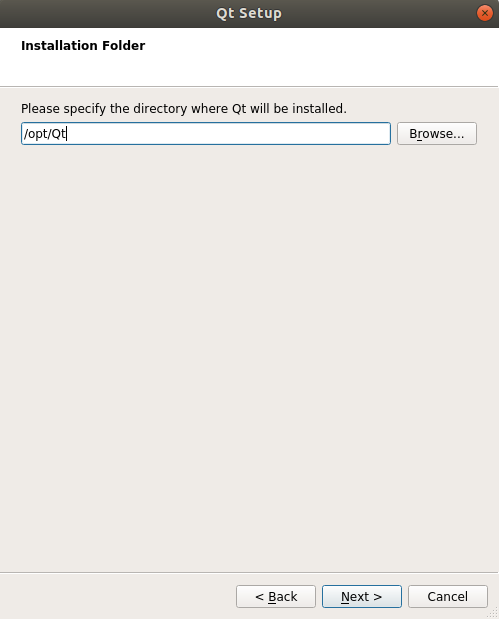 Qt Setup
Installation Folder
Please specify the directory where Qt will be installed.
/opt/Qt
Browse...
< Back
Next >
Cancel